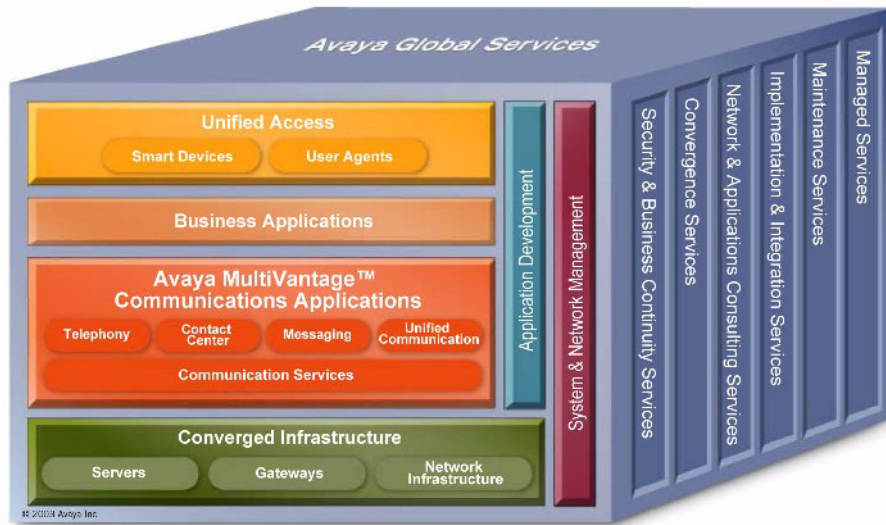 Avaya Global Services
Unified Access
Smart Devices
User Agents
Business Applications
Avaya MultiVantage™
Communications Applications
Telephony
Contact
Center
Messaging
Unified
Communication
Communication Services
Converged Infrastructure
Servers
Gateways
Network
Infrastructure
Application Development
System & Network Management
Security & Business Continuity Services
Convergence Services
Network & Applications Consulting Services
Implementation & Integration Services
Maintenance Services
Managed Services
© 2003 Avaya Inc